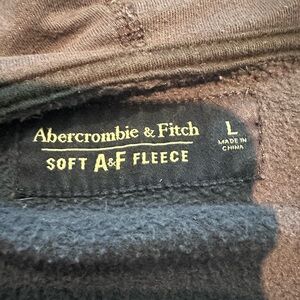 Abercrombie & Fitch
SOFT A&F FLEECE
L
MADE IN
CHINA